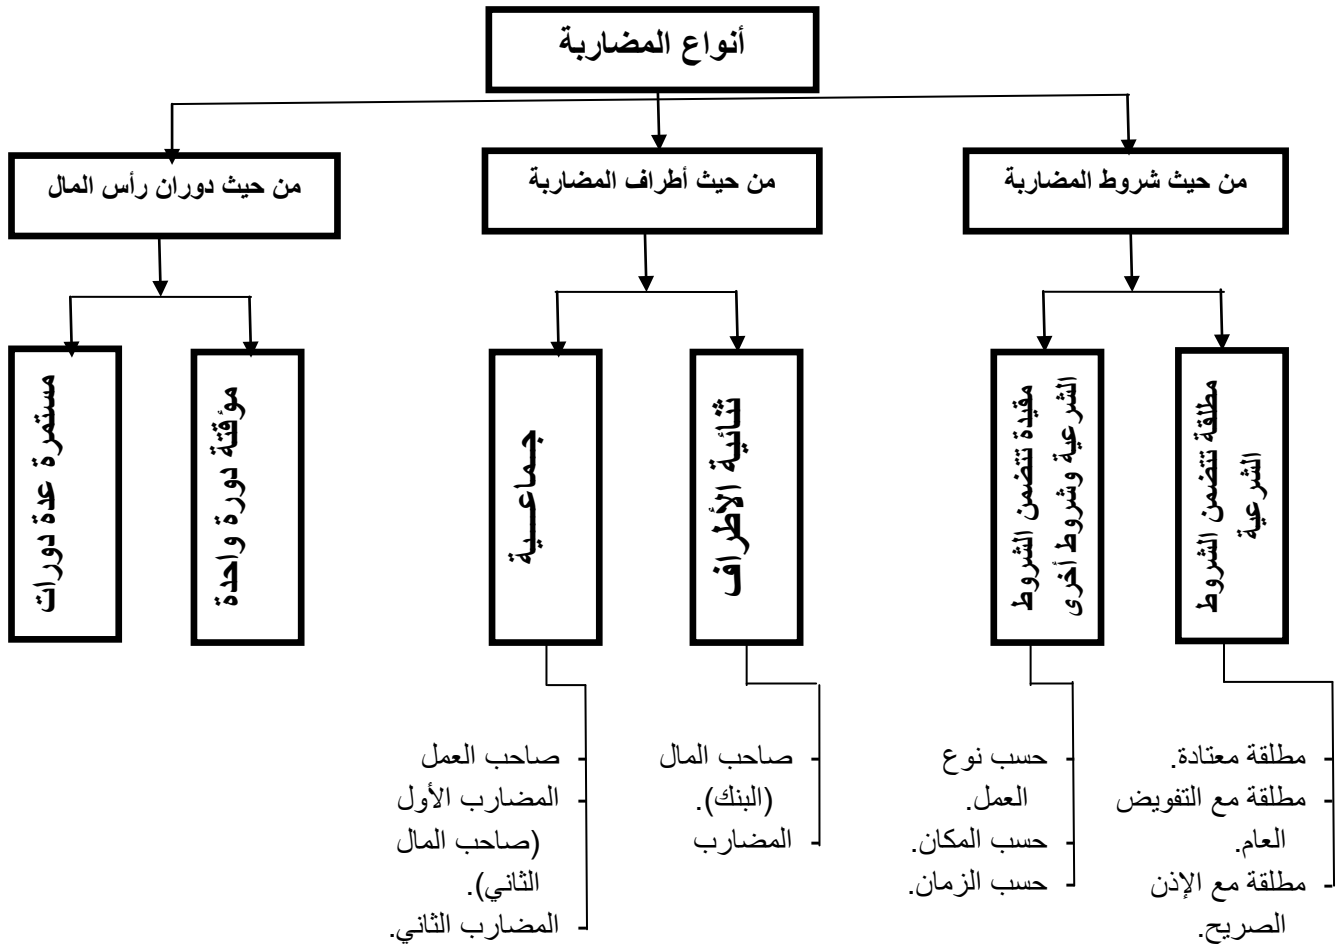 أنواع المضاربة
من حيث شروط المضاربة
من حيث أطراف المضاربة
من حيث دوران رأس المال
مطلقة تتضمن الشروط
الشرعية
مقيدة تتضمن الشروط
الشرعية وشروط أخرى
ثنائية الأطراف
جـمـاعـــيـة
مؤقتة دورة واحدة
مستمرة عدة دورات
- مطلقة معتادة.
- مطلقة مع التفويض
العام.
- مطلقة مع الإذن
الصريح.
- حسب نوع
العمل.
- حسب المكان.
- حسب الزمان.
- صاحب المال
(البنك).
- المضارب
- صاحب العمل
- المضارب الأول
(صاحب المال
الثاني).
- المضارب الثاني.